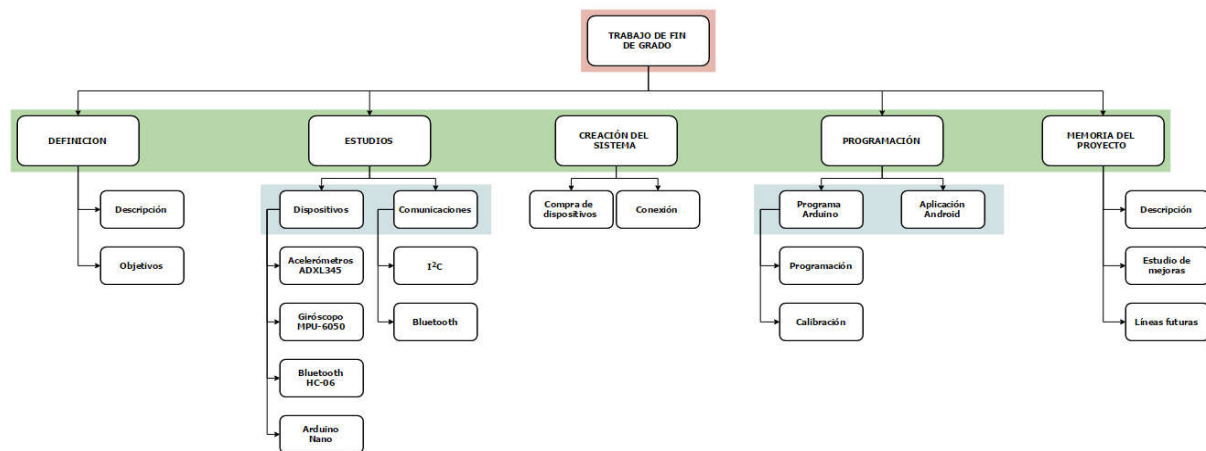 TRABAJO DE FIN
DE GRADO
DEFINICION
ESTUDIOS
CREACIÓN DEL
SISTEMA
PROGRAMACIÓN
MEMORIA DEL
PROYECTO
Descripción
Objetivos
Dispositivos
Comunicaciones
Acelerómetros
ADXL345
Giróscopo
MPU-6050
Bluetooth
HC-06
Arduino
Nano
I²C
Bluetooth
Compra de
dispositivos
Conexión
Programa
Arduino
Aplicación
Android
Programación
Calibración
Descripción
Estudio de
mejoras
Líneas futuras